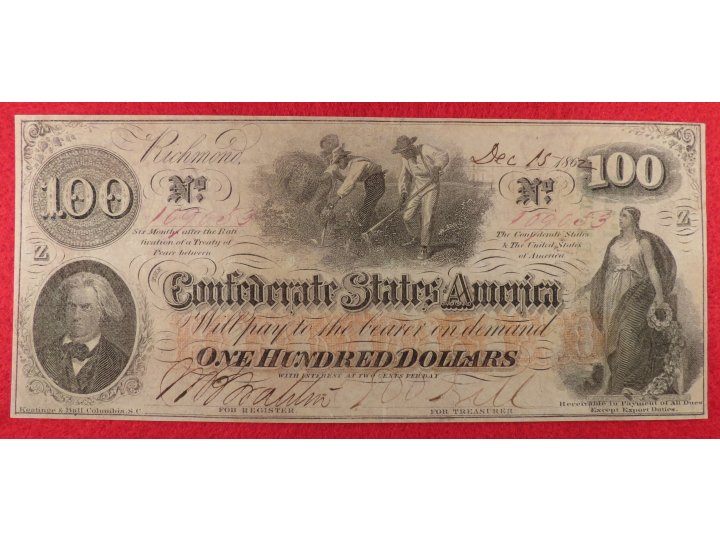 Richmond,
Dec 15 1862
100
100
No.
No.
Six Months after the Rati
fication of a Treaty of
Peace between
The Confederate States
& The United States
of America
Z
Z
Confederate States of America
Will pay to the bearer on demand
ONE HUNDRED DOLLARS
WITH INTEREST AT TWO CENTS PER DAY
FOR REGISTER
FOR TREASURER
Keatinge & Ball Columbia, S.C.
Receivable in Payment of All Dues
Except Export Duties.